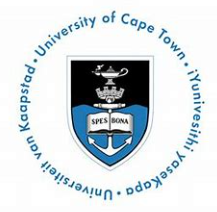 University of Cape Town • iYunivesithi yaseKapa • Universiteit van Kaapstad •
SPES BONA